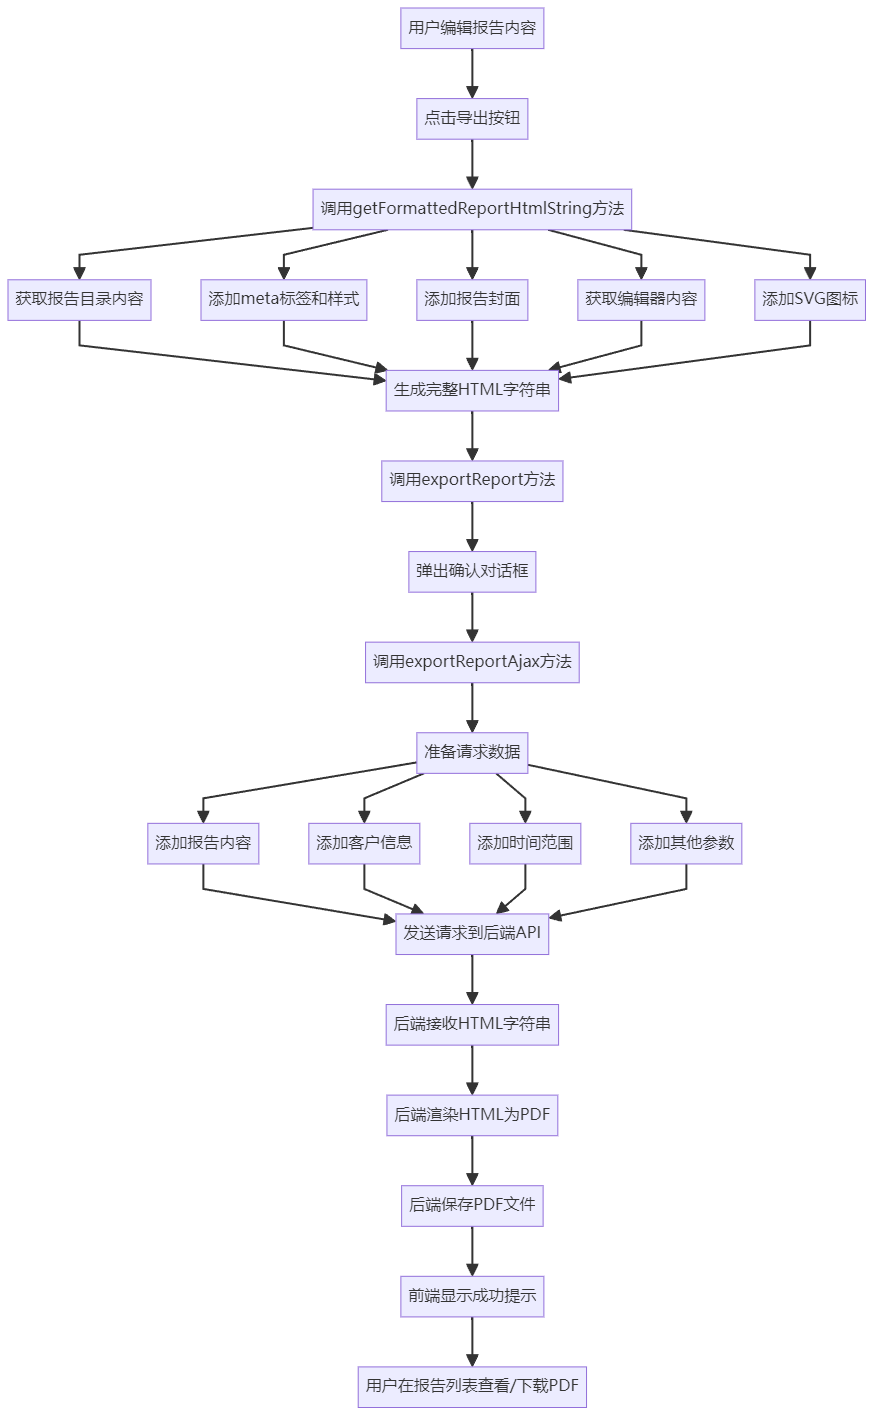 用户编辑报告内容
点击导出按钮
调用getFormattedReportHtmlString方法
获取报告目录内容
添加meta标签和样式
添加报告封面
获取编辑器内容
添加SVG图标
生成完整HTML字符串
调用exportReport方法
弹出确认对话框
调用exportReportAjax方法
准备请求数据
添加报告内容
添加客户信息
添加时间范围
添加其他参数
发送请求到后端API
后端接收HTML字符串
后端渲染HTML为PDF
后端保存PDF文件
前端显示成功提示
用户在报告列表查看/下载PDF